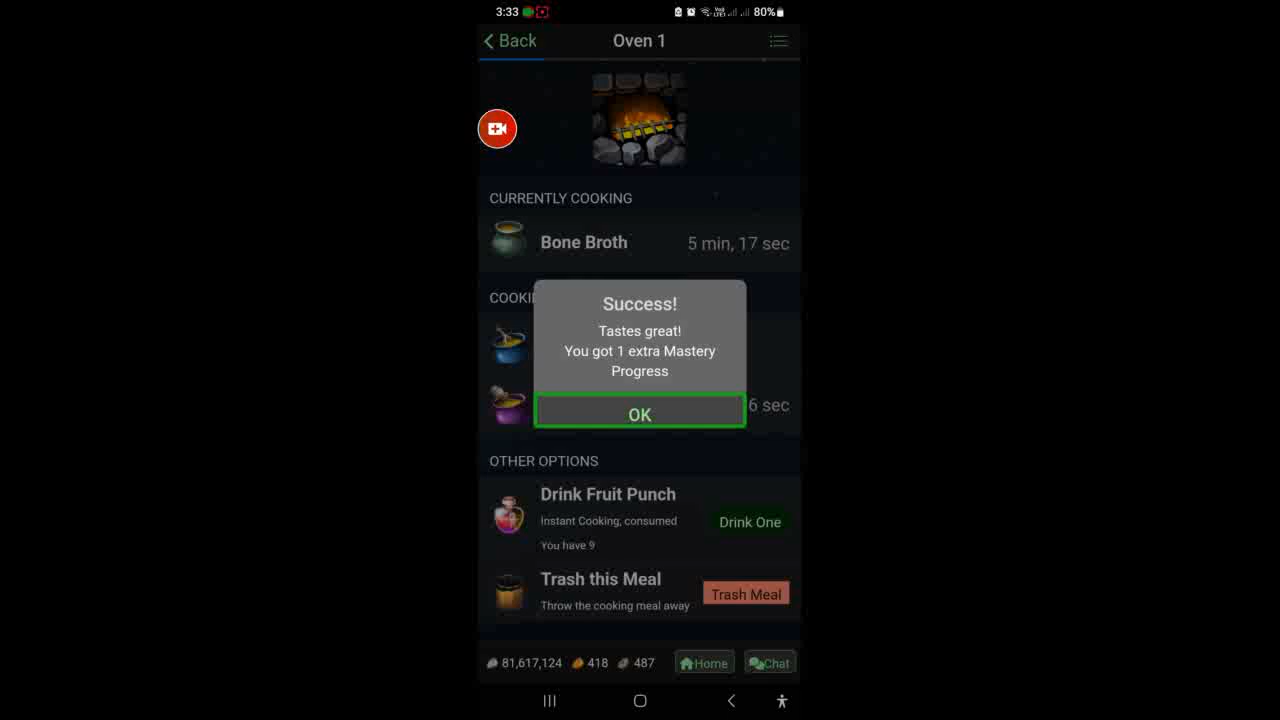 3:33
80%
Back
Oven 1
CURRENTLY COOKING
Bone Broth
5 min, 17 sec
COOKI
Success!
Tastes great!
You got 1 extra Mastery
Progress
6 sec
OK
OTHER OPTIONS
Drink Fruit Punch
Instant Cooking, consumed
You have 9
Drink One
Trash this Meal
Throw the cooking meal away
Trash Meal
81,617,124
418
487
Home
Chat